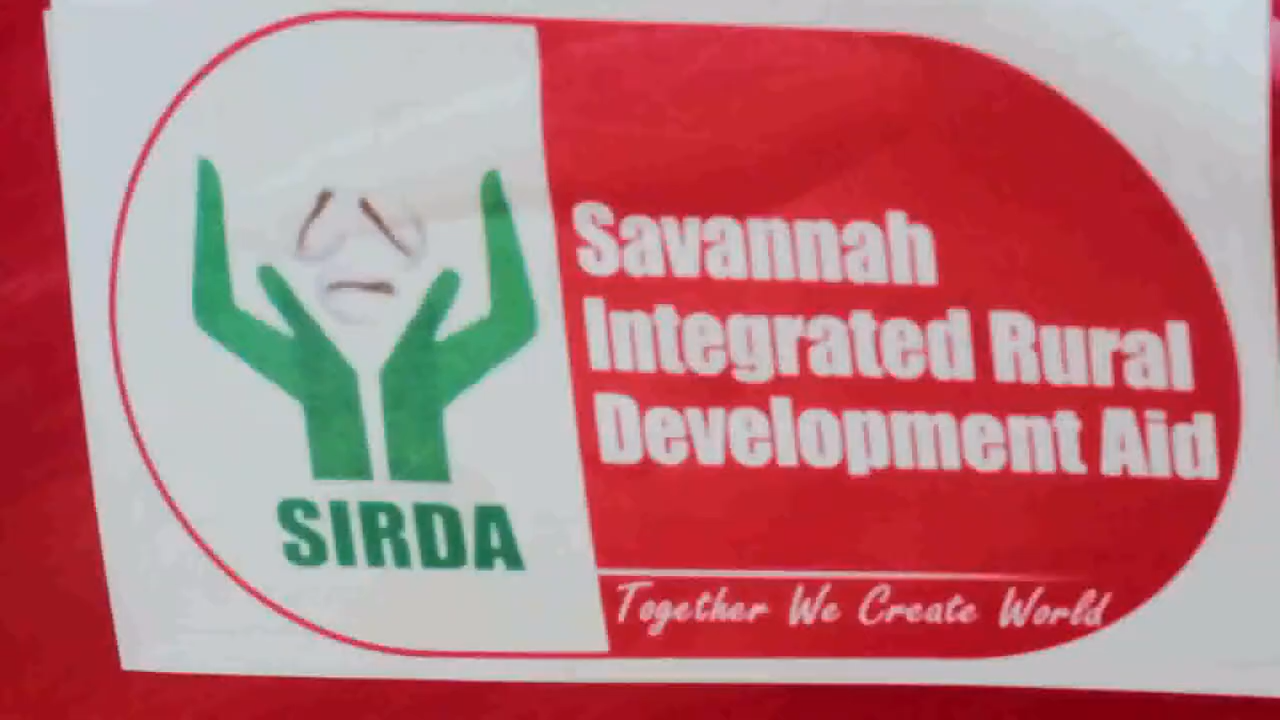 SIRDA
Savannah
Integrated Rural
Development Aid
Together We Create World